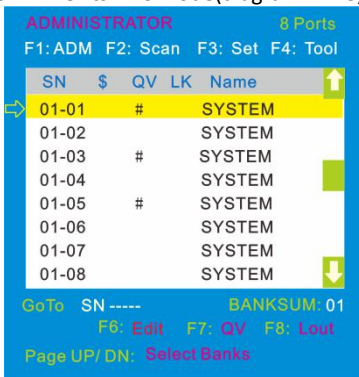 ADMINISTRATOR 8 Ports
F1: ADM F2: Scan F3: Set F4: Tool
SN $ QV LK Name
01-01 # SYSTEM
01-02 SYSTEM
01-03 # SYSTEM
01-04 SYSTEM
01-05 # SYSTEM
01-06 SYSTEM
01-07 SYSTEM
01-08 SYSTEM
GoTo SN ----- BANKSUM: 01
F6: Edit F7: QV F8: Lout
Page UP/ DN: Select Banks